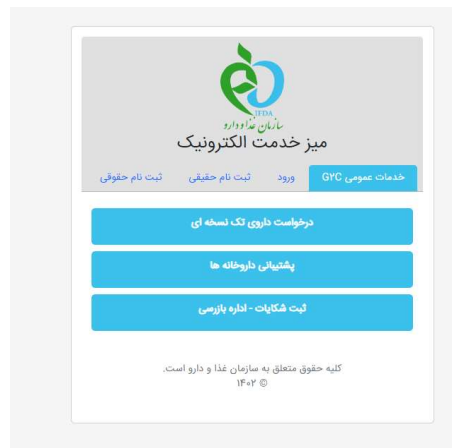 IFDA
سازمان غذا و دارو
میز خدمت الکترونیک
خدمات عمومی G۲C
ورود
ثبت نام حقیقی
ثبت نام حقوقی
درخواست داروی تک نسخه ای
پشتیبانی داروخانه ها
ثبت شکایات - اداره بازرسی
کلیه حقوق متعلق به سازمان غذا و دارو است.
© ۱۴۰۲